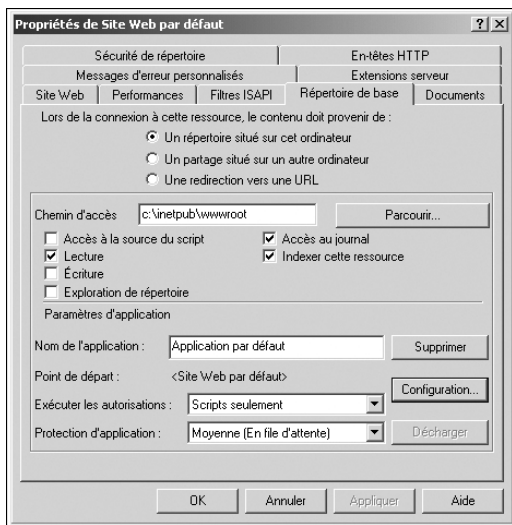 Propriétés de Site Web par défaut
Sécurité de répertoire En-têtes HTTP
Messages d'erreur personnalisés Extensions serveur
Site Web Performances Filtres ISAPI Répertoire de base Documents
Lors de la connexion à cette ressource, le contenu doit provenir de :
Un répertoire situé sur cet ordinateur
Un partage situé sur un autre ordinateur
Une redirection vers une URL
Chemin d'accès c:\inetpub\wwwroot Parcourir...
Accès à la source du script Accès au journal
Lecture Indexer cette ressource
Écriture
Exploration de répertoire
Paramètres d'application
Nom de l'application : Application par défaut Supprimer
Point de départ : <Site Web par défaut>
Configuration...
Exécuter les autorisations : Scripts seulement
Protection d'application : Moyenne (En file d'attente) Décharger
OK Annuler Appliquer Aide